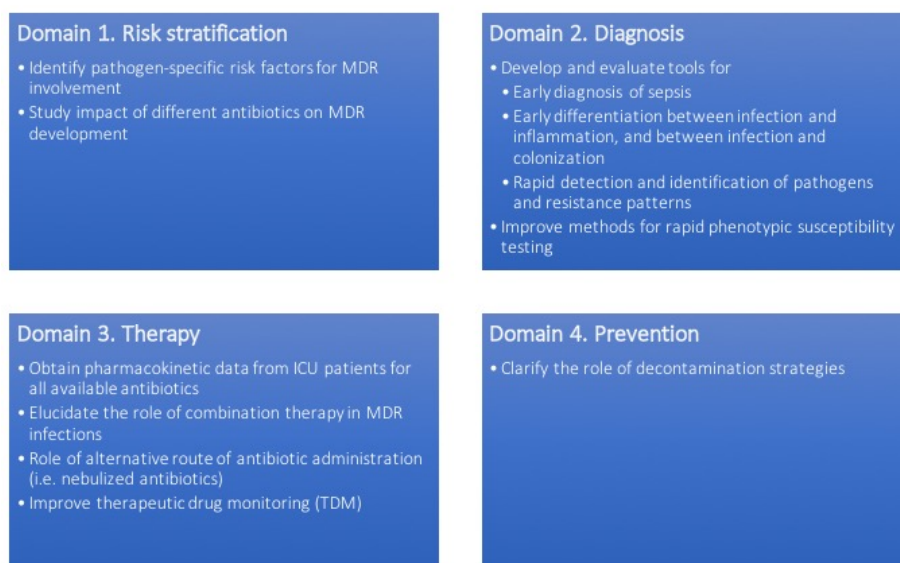 Domain 1. Risk stratification
• Identify pathogen-specific risk factors for MDR
involvement
• Study impact of different antibiotics on MDR
development
Domain 2. Diagnosis
• Develop and evaluate tools for
• Early diagnosis of sepsis
• Early differentiation between infection and
inflammation, and between infection and
colonization
• Rapid detection and identification of pathogens
and resistance patterns
• Improve methods for rapid phenotypic susceptibility
testing
Domain 3. Therapy
• Obtain pharmacokinetic data from ICU patients for
all available antibiotics
• Elucidate the role of combination therapy in MDR
infections
• Role of alternative route of antibiotic administration
(i.e. nebulized antibiotics)
• Improve therapeutic drug monitoring (TDM)
Domain 4. Prevention
• Clarify the role of decontamination strategies